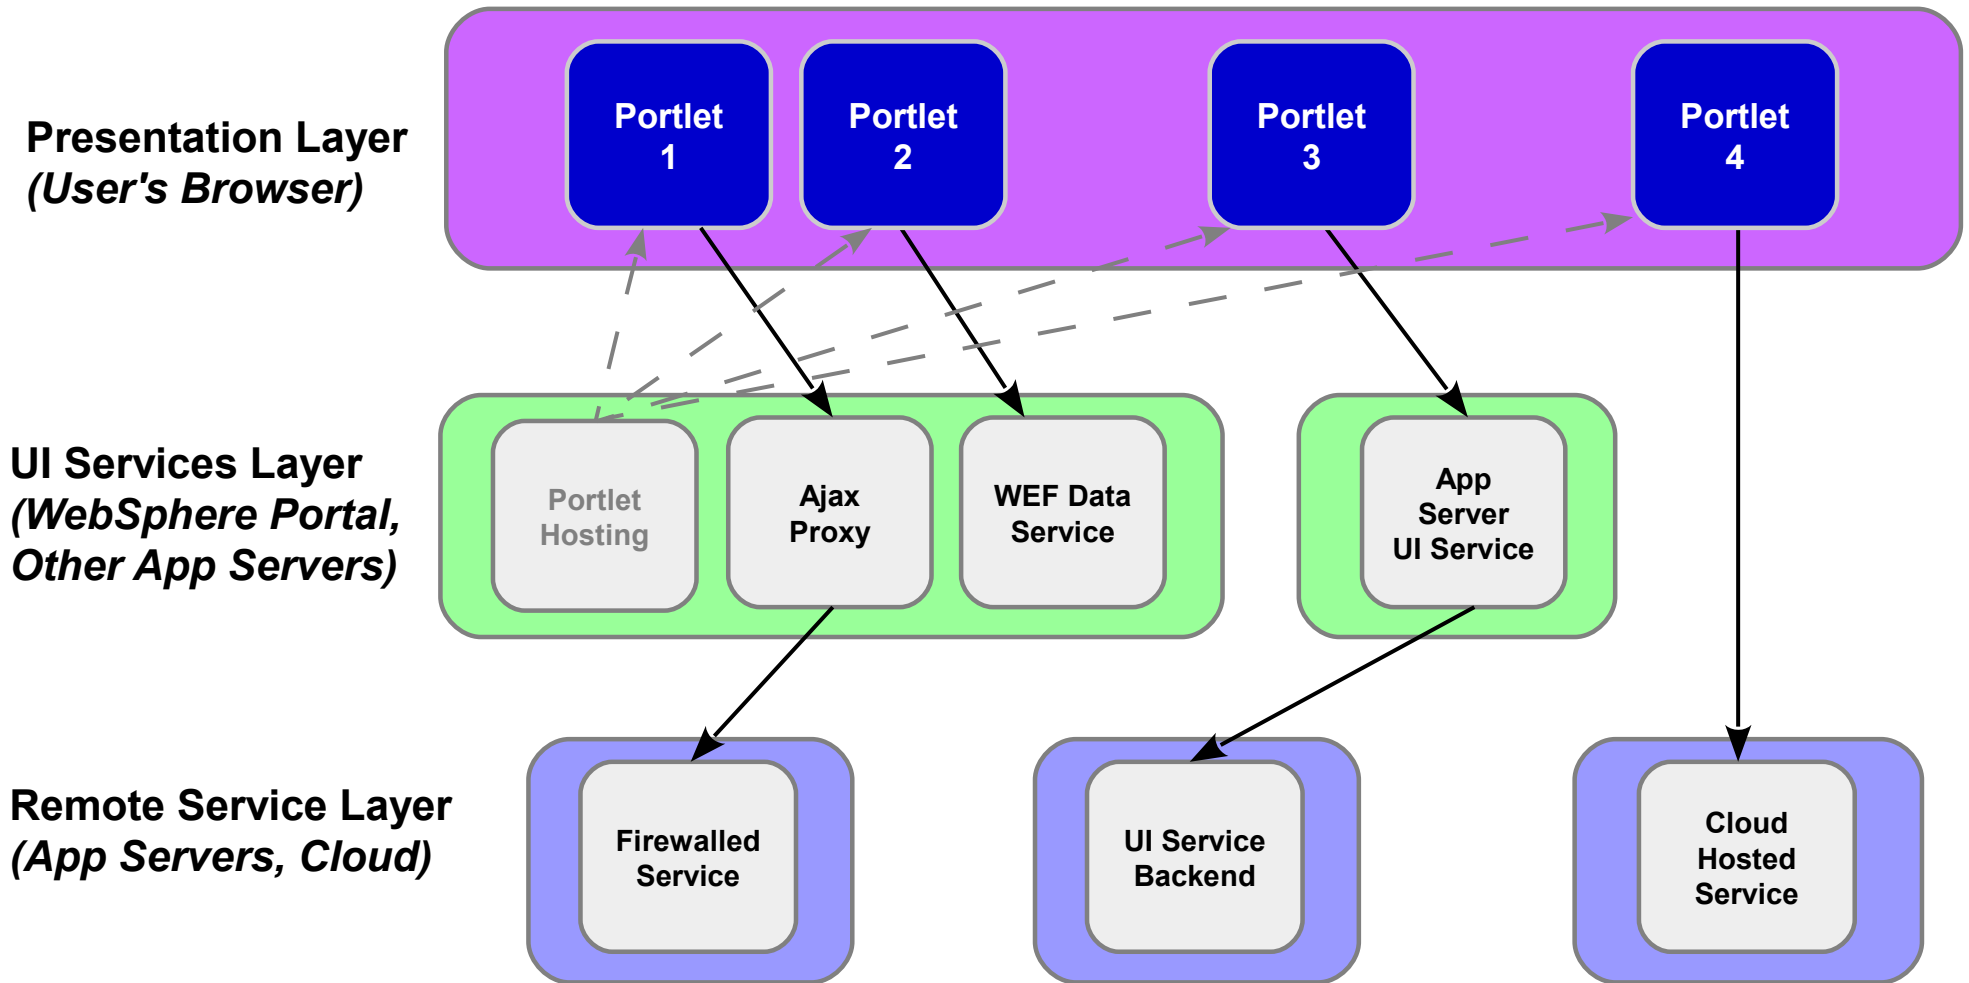 Presentation Layer
(User's Browser)
Portlet
1
Portlet
2
Portlet
3
Portlet
4
UI Services Layer
(WebSphere Portal,
Other App Servers)
Portlet
Hosting
Ajax
Proxy
WEF Data
Service
App
Server
UI Service
Remote Service Layer
(App Servers, Cloud)
Firewalled
Service
UI Service
Backend
Cloud
Hosted
Service